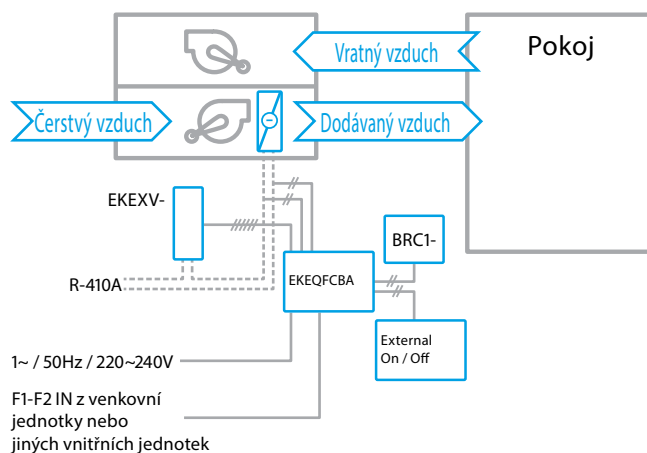 Vratný vzduch
Pokoj
Čerstvý vzduch
Dodávaný vzduch
EKEXV-
BRC1-
R-410A
EKEQFCBA
External
On / Off
1~ / 50Hz / 220~240V
F1-F2 IN z venkovní
jednotky nebo
jiných vnitřních jednotek